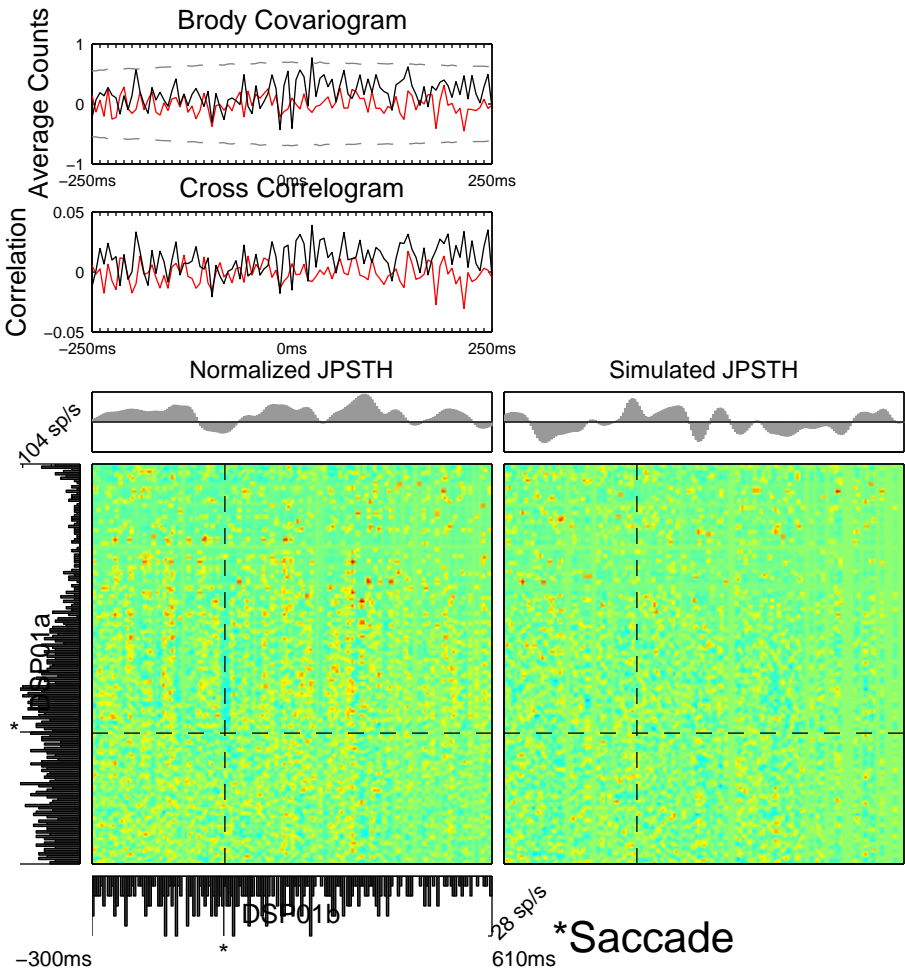 Brody Covariogram
Average Counts
1
0
−1
−250ms
0ms
250ms
Cross Correlogram
Correlation
0.05
0
−0.05
−250ms
0ms
250ms
Normalized JPSTH
Simulated JPSTH
104 sp/s
DSP01a
*
DSP01b
28 sp/s
*
*Saccade
−300ms
610ms